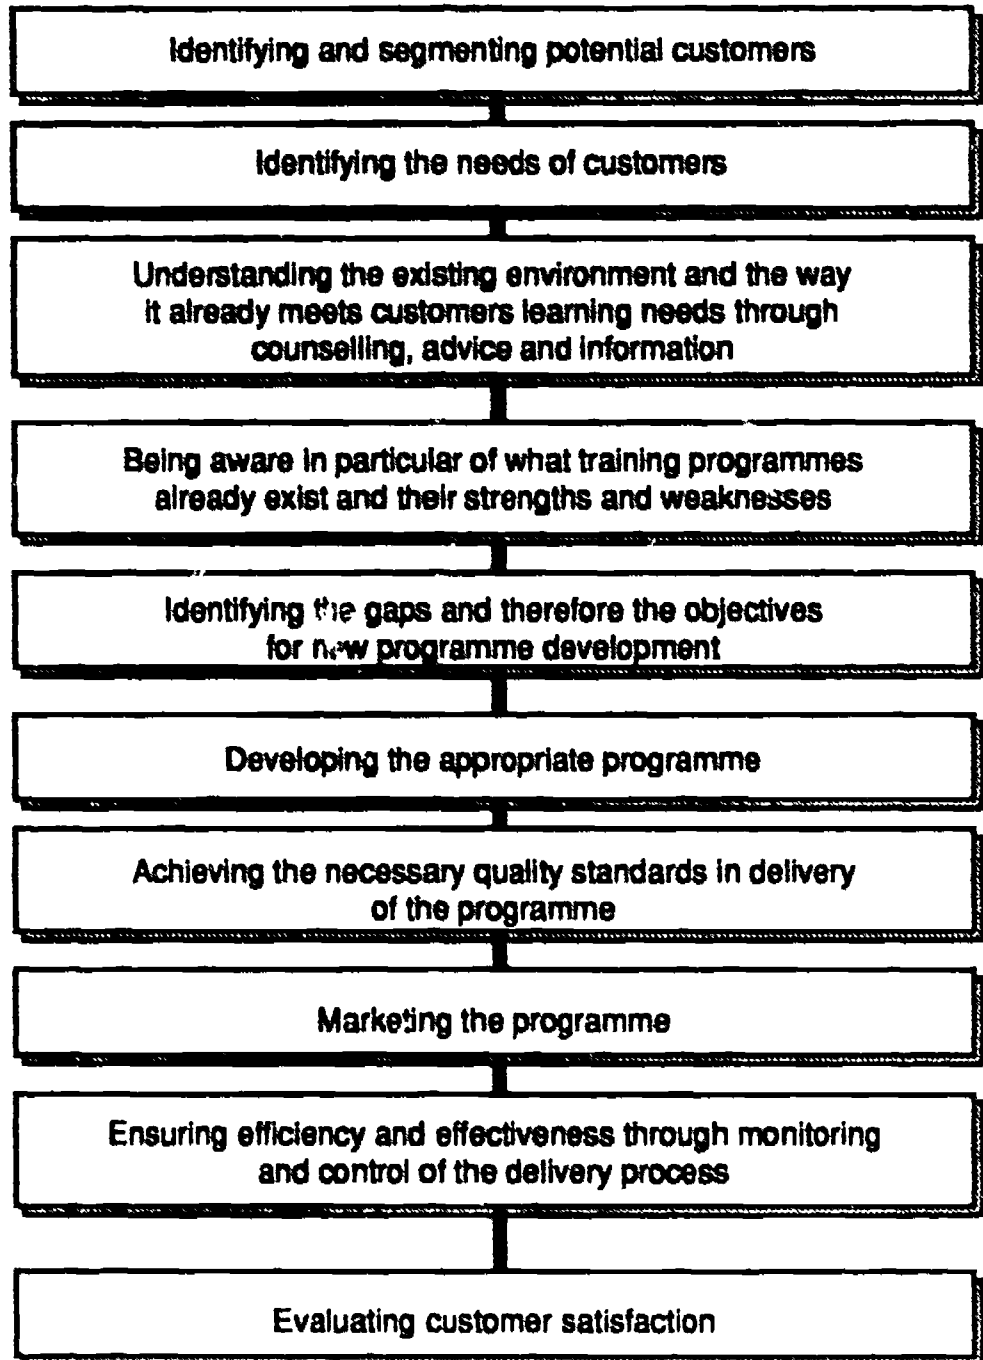 Identifying and segmenting potential customers
Identifying the needs of customers
Understanding the existing environment and the way
it already meets customers learning needs through
counselling, advice and information
Being aware in particular of what training programmes
already exist and their strengths and weaknesses
Identifying the gaps and therefore the objectives
for new programme development
Developing the appropriate programme
Achieving the necessary quality standards in delivery
of the programme
Marketing the programme
Ensuring efficiency and effectiveness through monitoring
and control of the delivery process
Evaluating customer satisfaction